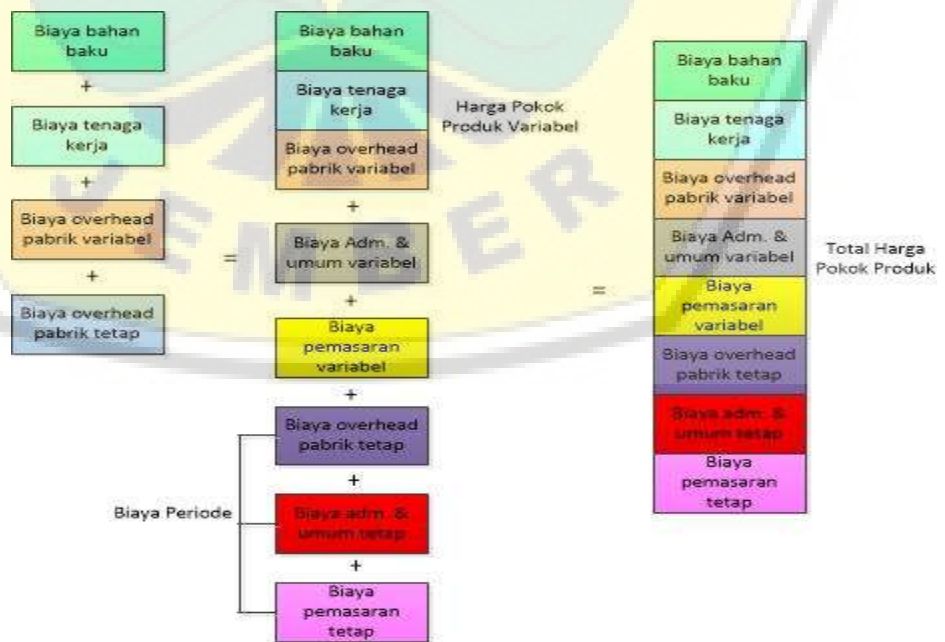 Biaya bahan
baku
+
Biaya tenaga
kerja
+
Biaya overhead
pabrik variabel
+
Biaya overhead
pabrik tetap
=
Biaya bahan
baku
Biaya tenaga
kerja
Biaya overhead
pabrik variabel
Harga Pokok
Produk Variabel
+
Biaya Adm. &
umum variabel
+
Biaya
pemasaran
variabel
+
Biaya overhead
pabrik tetap
+
Biaya adm. &
umum tetap
+
Biaya
pemasaran
tetap
Biaya Periode
=
Biaya bahan
baku
Biaya tenaga
kerja
Biaya overhead
pabrik variabel
Biaya Adm. &
umum variabel
Biaya
pemasaran
variabel
Biaya overhead
pabrik tetap
Biaya adm. &
umum tetap
Biaya
pemasaran
tetap
Total Harga
Pokok Produk
EMBER